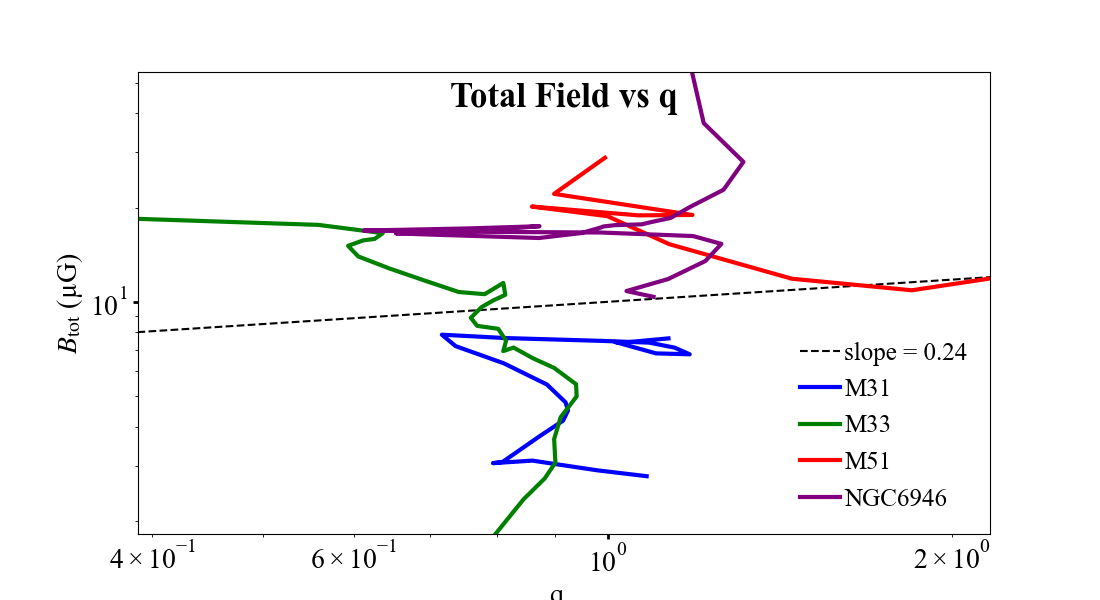 Total Field vs q
B_tot (μG)
10^1
slope = 0.24
M31
M33
M51
NGC6946
4 × 10^−1
6 × 10^−1
10^0
2 × 10^0
q